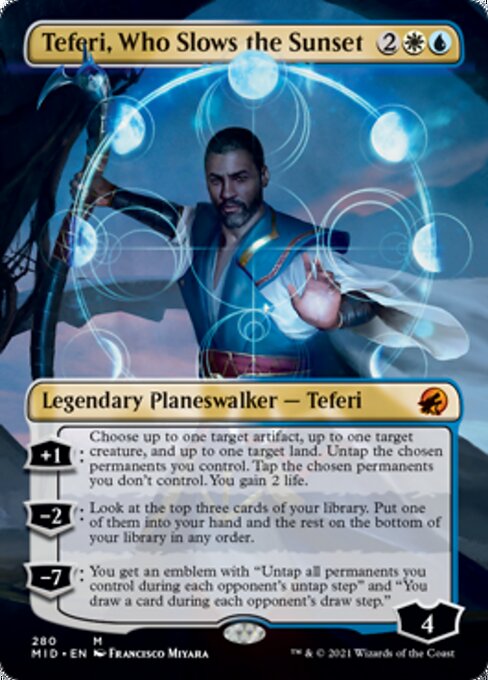 Teferi, Who Slows the Sunset 2
Legendary Planeswalker — Teferi
+1 : Choose up to one target artifact, up to one target
creature, and up to one target land. Untap the chosen
permanents you control. Tap the chosen permanents
you don't control. You gain 2 life.
−2 : Look at the top three cards of your library. Put one
of them into your hand and the rest on the bottom of
your library in any order.
−7 : You get an emblem with "Untap all permanents you
control during each opponent's untap step" and "You
draw a card during each opponent's draw step."
4
280 M
MID • EN Francisco Miyara
™ & © 2021 Wizards of the Coast